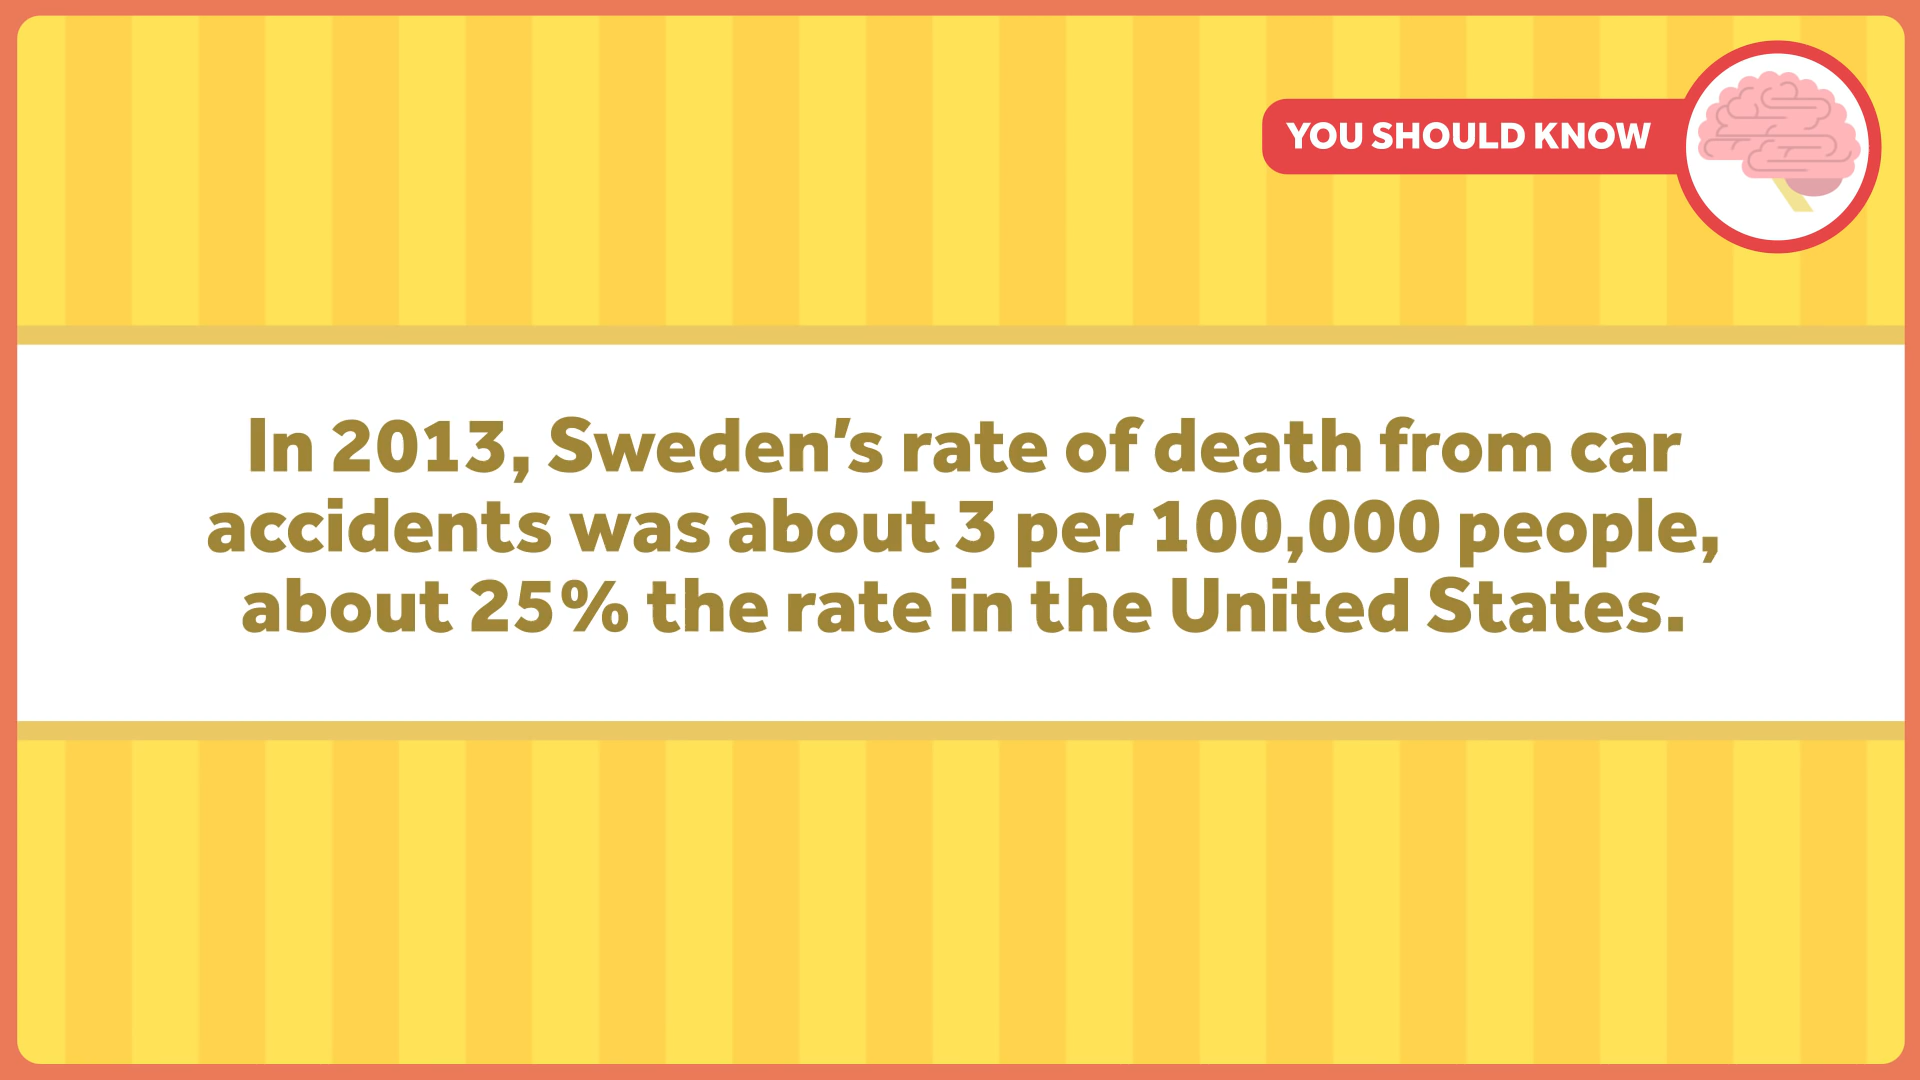 YOU SHOULD KNOW
In 2013, Sweden’s rate of death from car
accidents was about 3 per 100,000 people,
about 25% the rate in the United States.